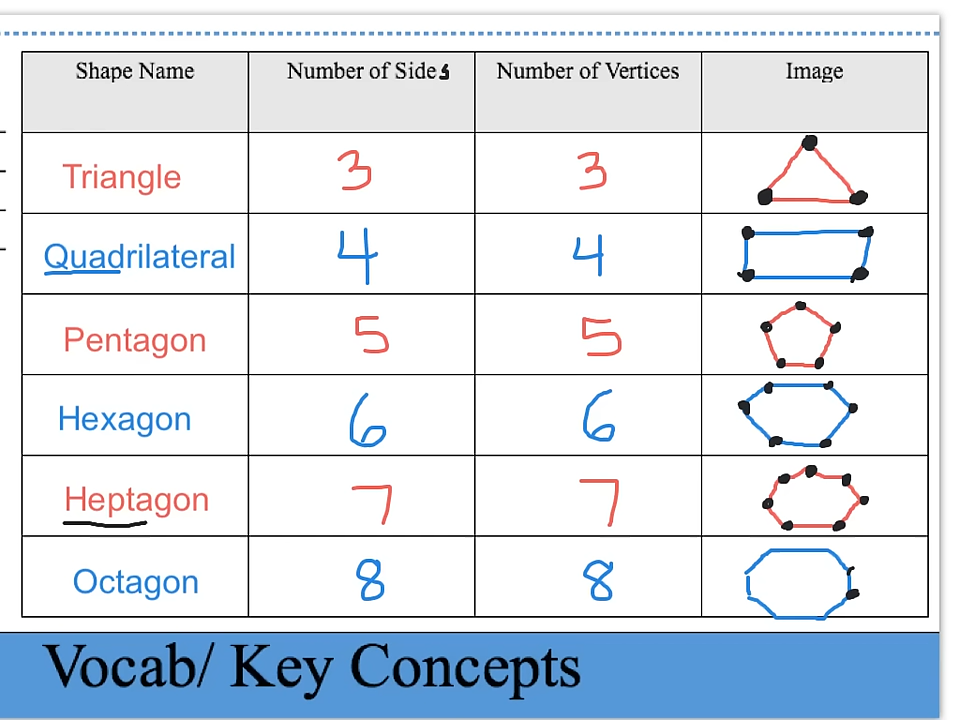 Shape Name Number of Sides Number of Vertices Image
Triangle 3 3
Quadrilateral 4 4
Pentagon 5 5
Hexagon 6 6
Heptagon 7 7
Octagon 8 8
Vocab/ Key Concepts